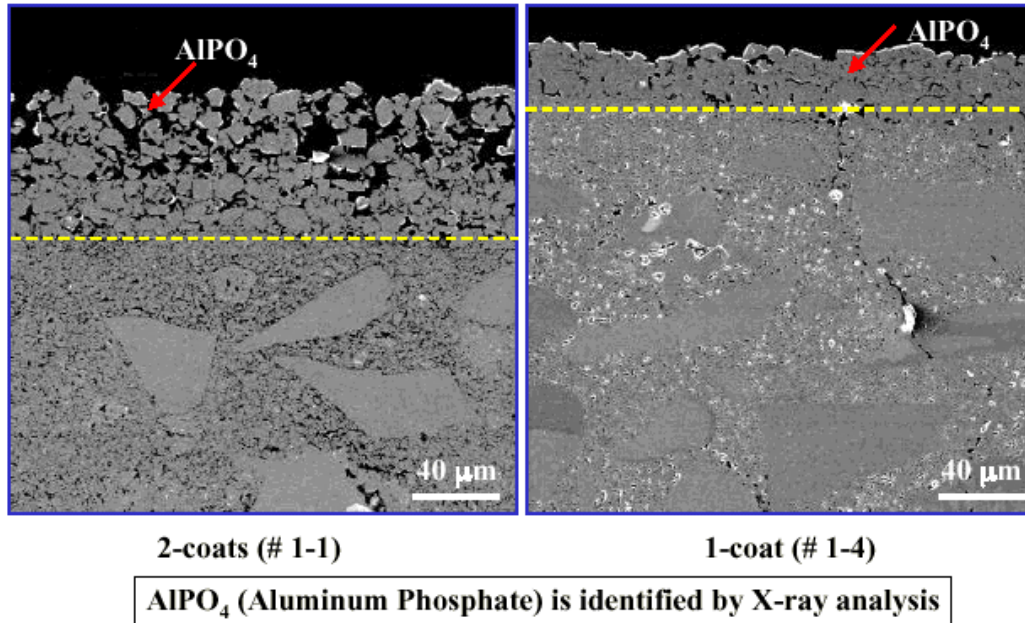 AlPO₄
AlPO₄
40 μm
40 μm
2-coats (# 1-1)
1-coat (# 1-4)
AlPO₄ (Aluminum Phosphate) is identified by X-ray analysis